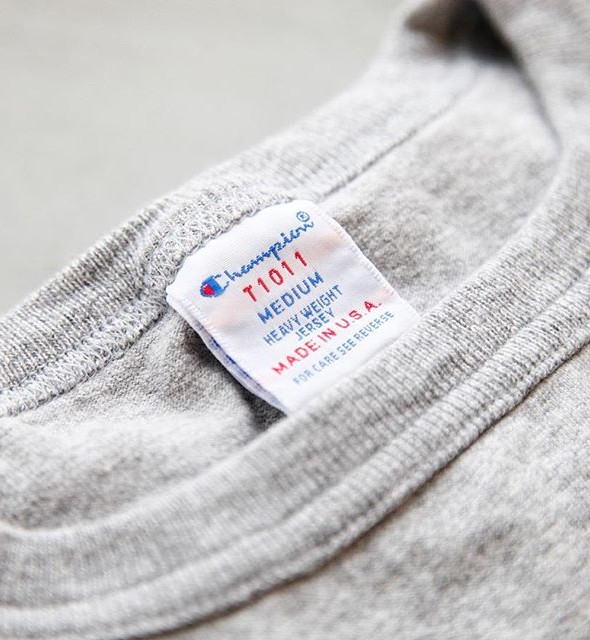 Champion®
T1011
MEDIUM
HEAVY WEIGHT
JERSEY
MADE IN U.S.A.
FOR CARE SEE REVERSE